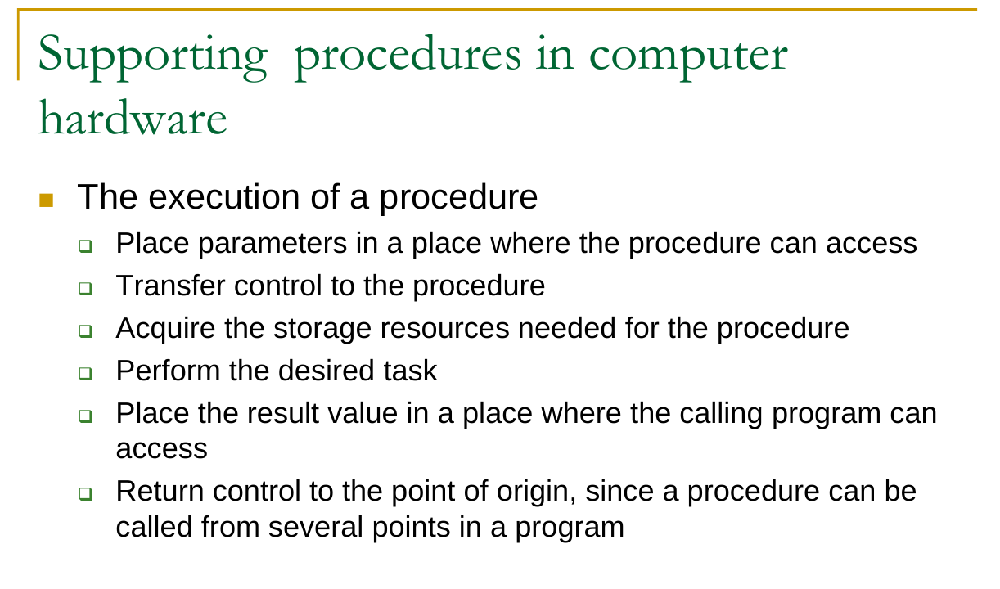 Supporting  procedures in computer
hardware
The execution of a procedure
Place parameters in a place where the procedure can access
Transfer control to the procedure
Acquire the storage resources needed for the procedure
Perform the desired task
Place the result value in a place where the calling program can
access
Return control to the point of origin, since a procedure can be
called from several points in a program